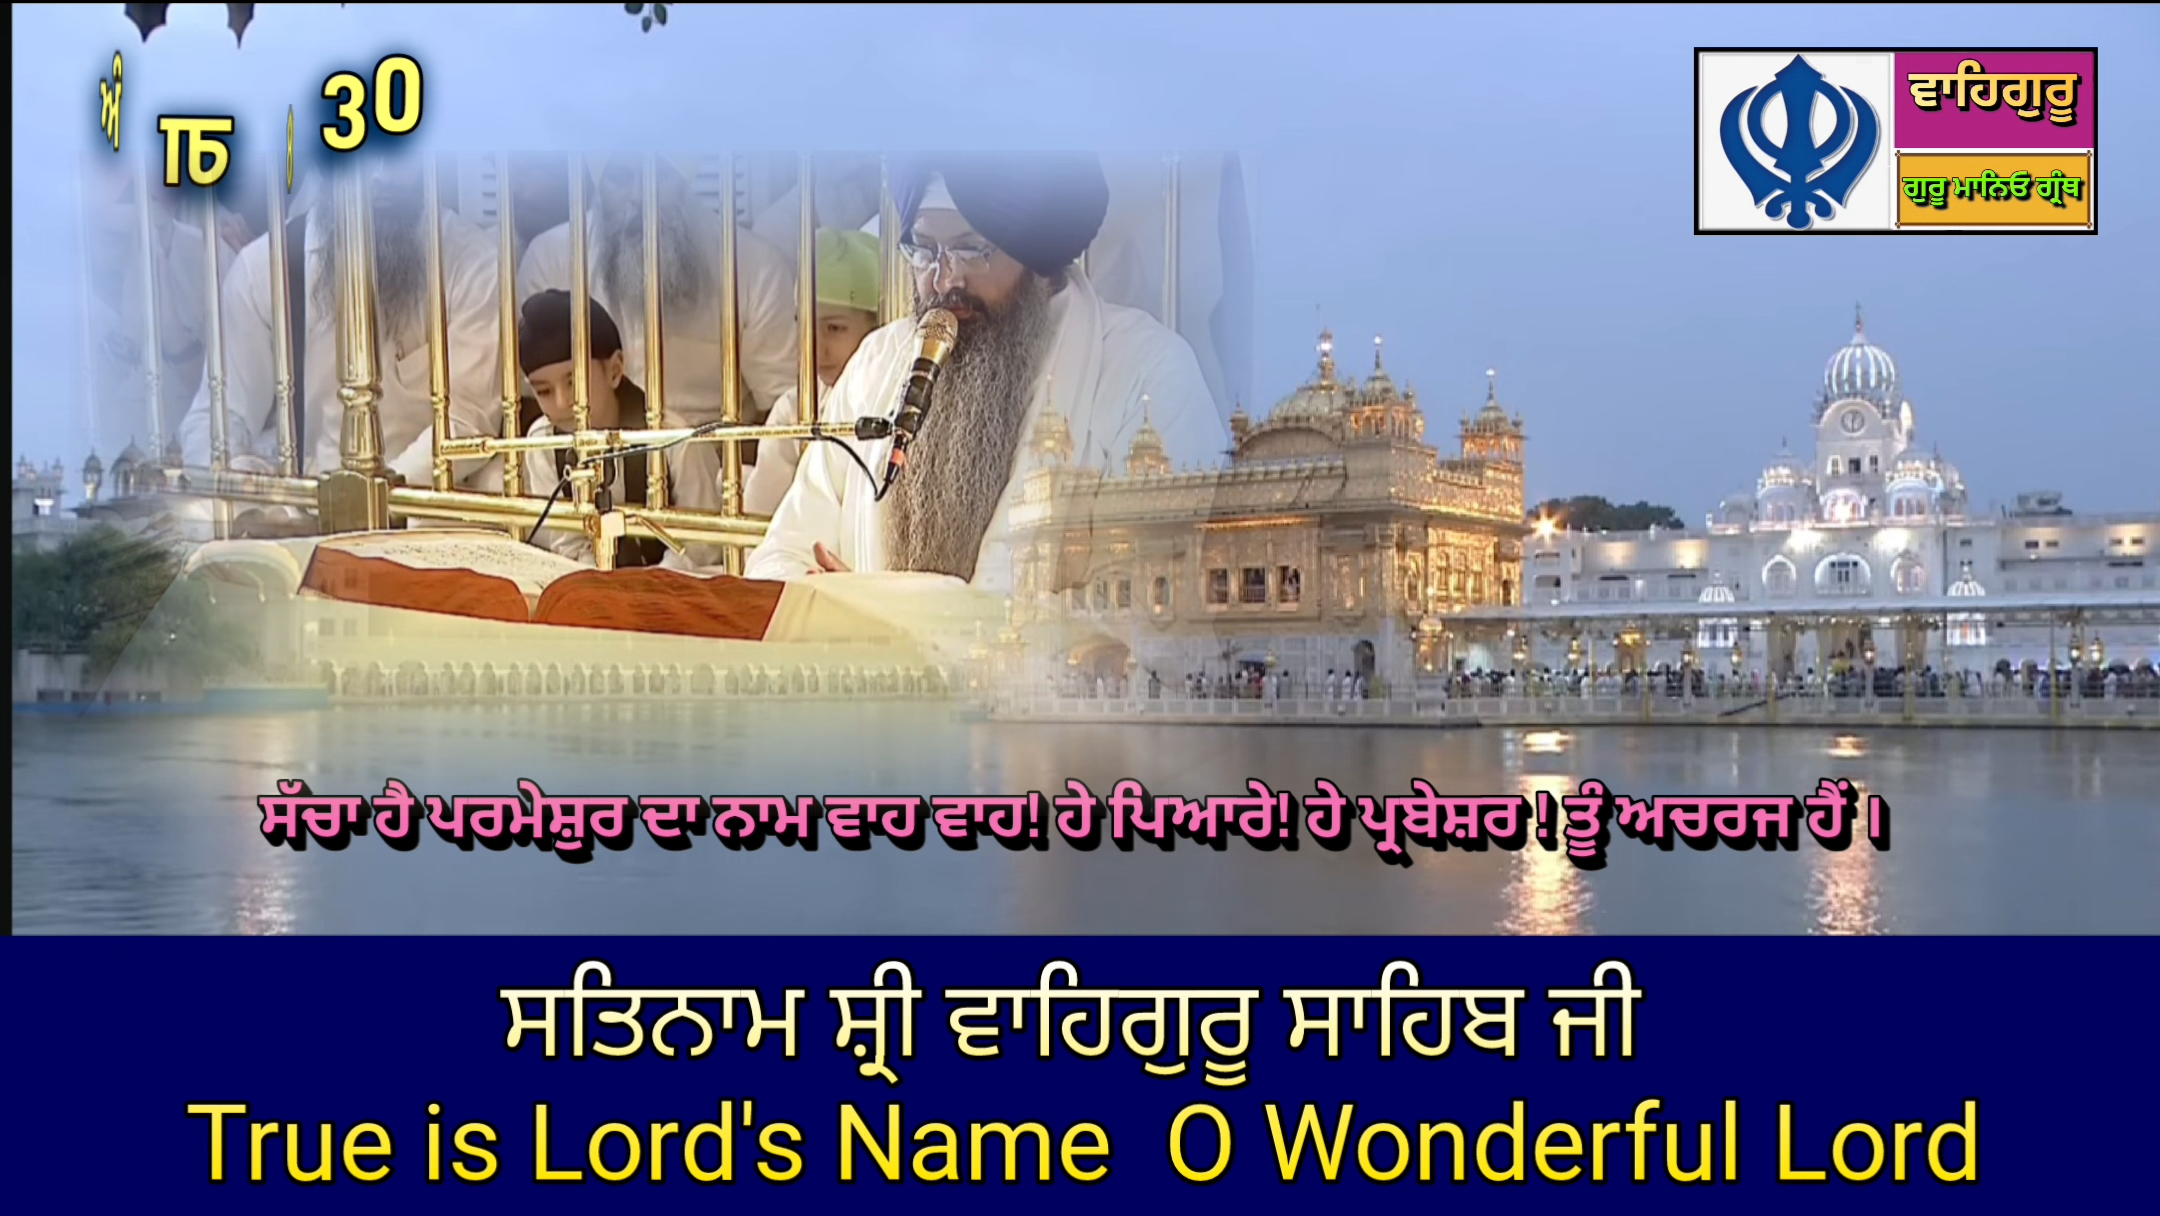 30
ਵਾਹਿਗੁਰੂ
ਗੁਰੂ ਮਾਨਿਓ ਗ੍ਰੰਥ
ਸੱਚਾ ਹੈ ਪਰਮੇਸ਼ੁਰ ਦਾ ਨਾਮ ਵਾਹ ਵਾਹ! ਹੇ ਪਿਆਰੇ! ਹੇ ਪ੍ਰਬੇਸ਼ਰ ! ਤੂੰ ਅਚਰਜ ਹੈਂ ।
ਸਤਿਨਾਮ ਸ਼੍ਰੀ ਵਾਹਿਗੁਰੂ ਸਾਹਿਬ ਜੀ
True is Lord's Name O Wonderful Lord